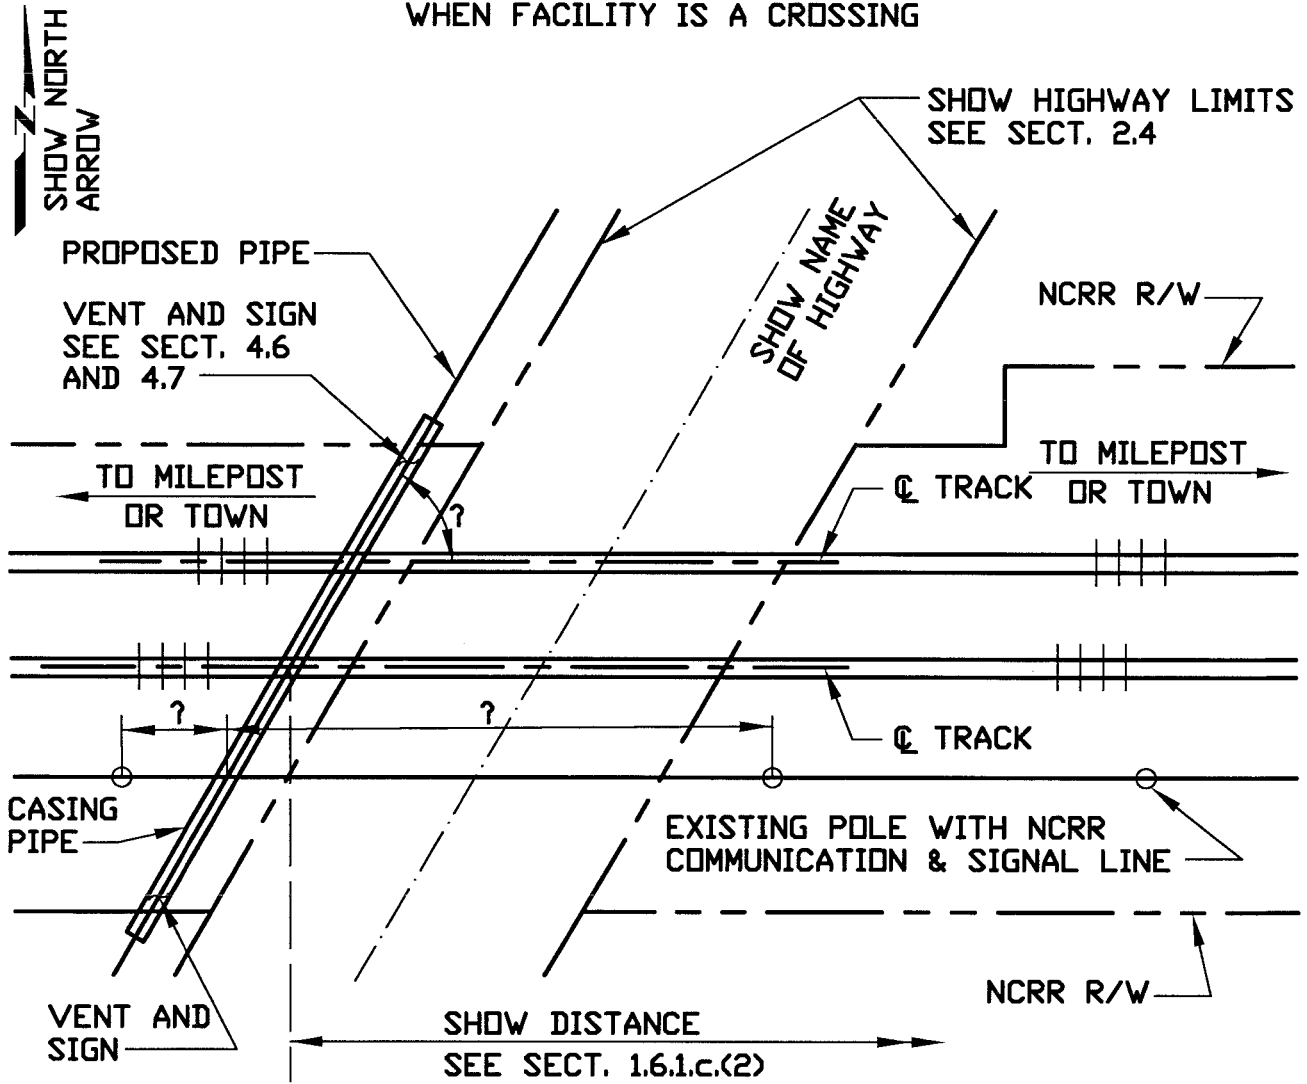 WHEN FACILITY IS A CROSSING
SHOW NORTH
ARROW
N
SHOW HIGHWAY LIMITS
SEE SECT. 2.4
PROPOSED PIPE
SHOW NAME
OF HIGHWAY
VENT AND SIGN
SEE SECT. 4.6
AND 4.7
NCRR R/W
TO MILEPOST
OR TOWN
?
℄ TRACK
TO MILEPOST
OR TOWN
?
?
℄ TRACK
CASING
PIPE
EXISTING POLE WITH NCRR
COMMUNICATION & SIGNAL LINE
VENT AND
SIGN
NCRR R/W
SHOW DISTANCE
SEE SECT. 1.6.1.c.(2)